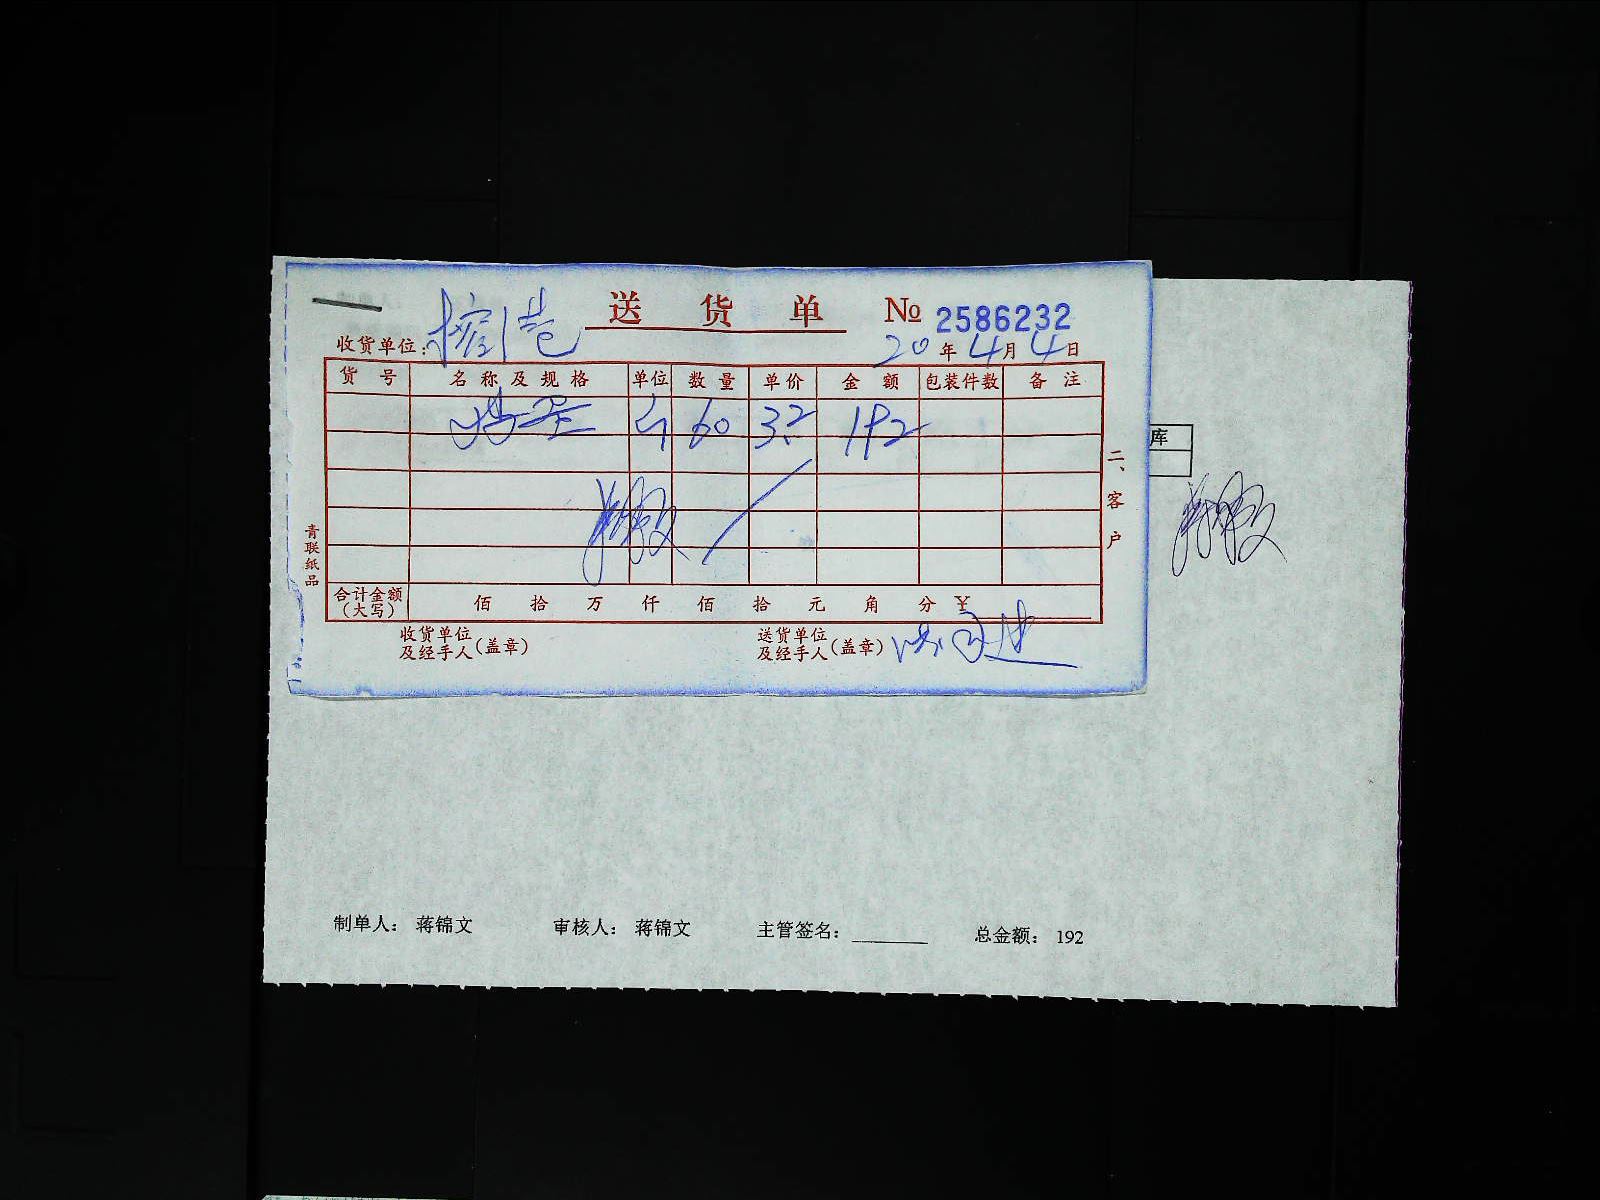 送 货 单 № 2586232
收货单位:
20 年 4 月 4 日
货 号 名 称 及 规 格 单位 数 量 单 价 金 额 包装件数 备 注
斤 60 3.2 192
库
二、客户
青联纸品
合计金额(大写) 佰 拾 万 仟 佰 拾 元 角 分 ¥
收货单位及经手人(盖章) 送货单位及经手人(盖章)
制单人: 蒋锦文 审核人: 蒋锦文 主管签名: 总金额: 192